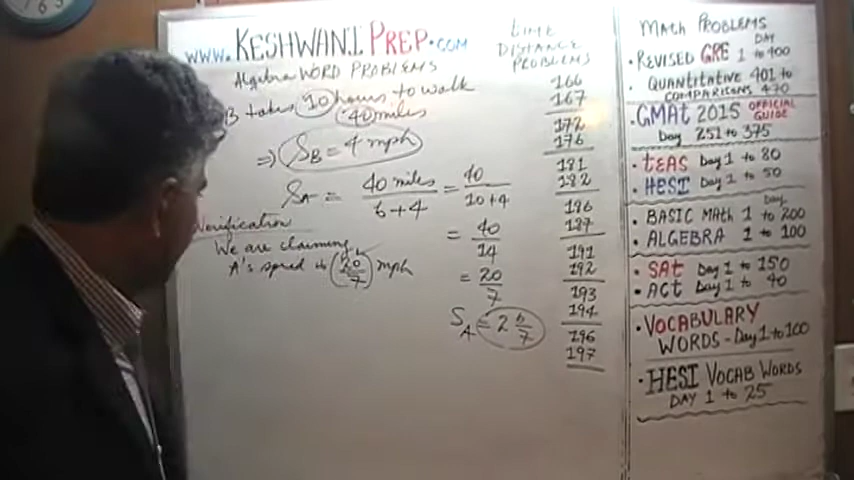 www.KESHWANI PREP.com
Algebra WORD PROBLEMS
B takes 10 hours to walk
40 miles
=> S_B = 4 mph
S_A = 40 miles / t+4 = 40 / 10+4
= 40/14
= 20/7
S_A = 2 6/7
Verification
We are claiming
A's speed is (20/7) mph
TIME
DISTANCE
PROBLEMS
166
167
172
176
181
182
186
187
191
192
193
194
196
197
MATH PROBLEMS
DAY
• REVISED GRE 1 to 400
• QUANTITATIVE 401 to
COMPARISONS 470
• GMAT 2015 OFFICIAL GUIDE
Day 251 to 375
• TEAS Day 1 to 80
• HESI Day 1 to 50
Day
• BASIC MATH 1 to 200
• ALGEBRA 1 to 100
• SAT Day 1 to 150
• ACT Day 1 to 40
• VOCABULARY
WORDS - Day 1 to 100
• HESI VOCAB WORDS
DAY 1 to 25